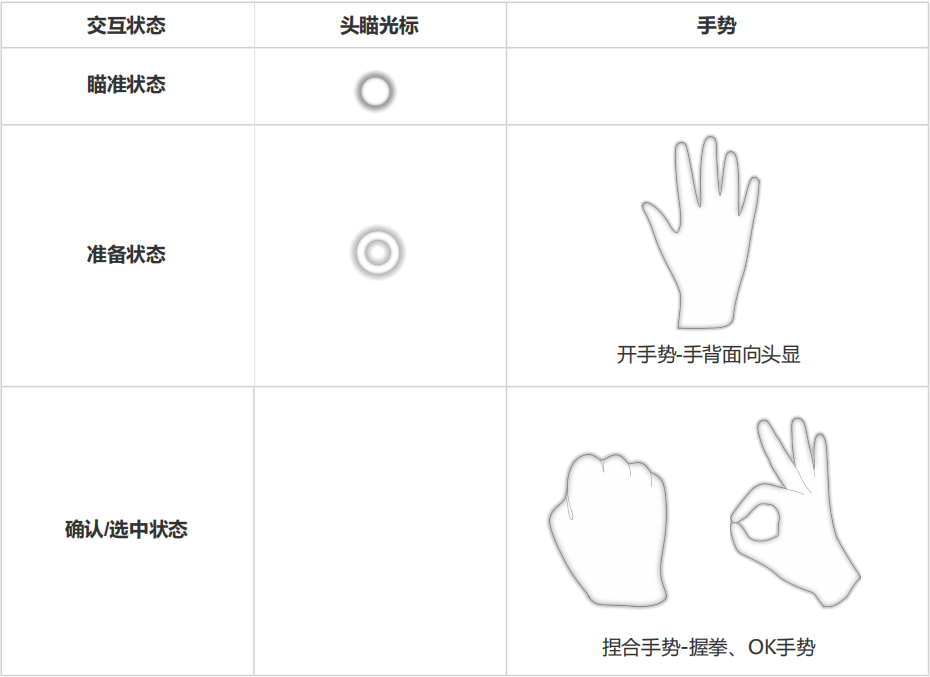 交互状态 头瞄光标 手势
瞄准状态
准备状态
开手势-手背面向头显
确认/选中状态
捏合手势-握拳、OK手势